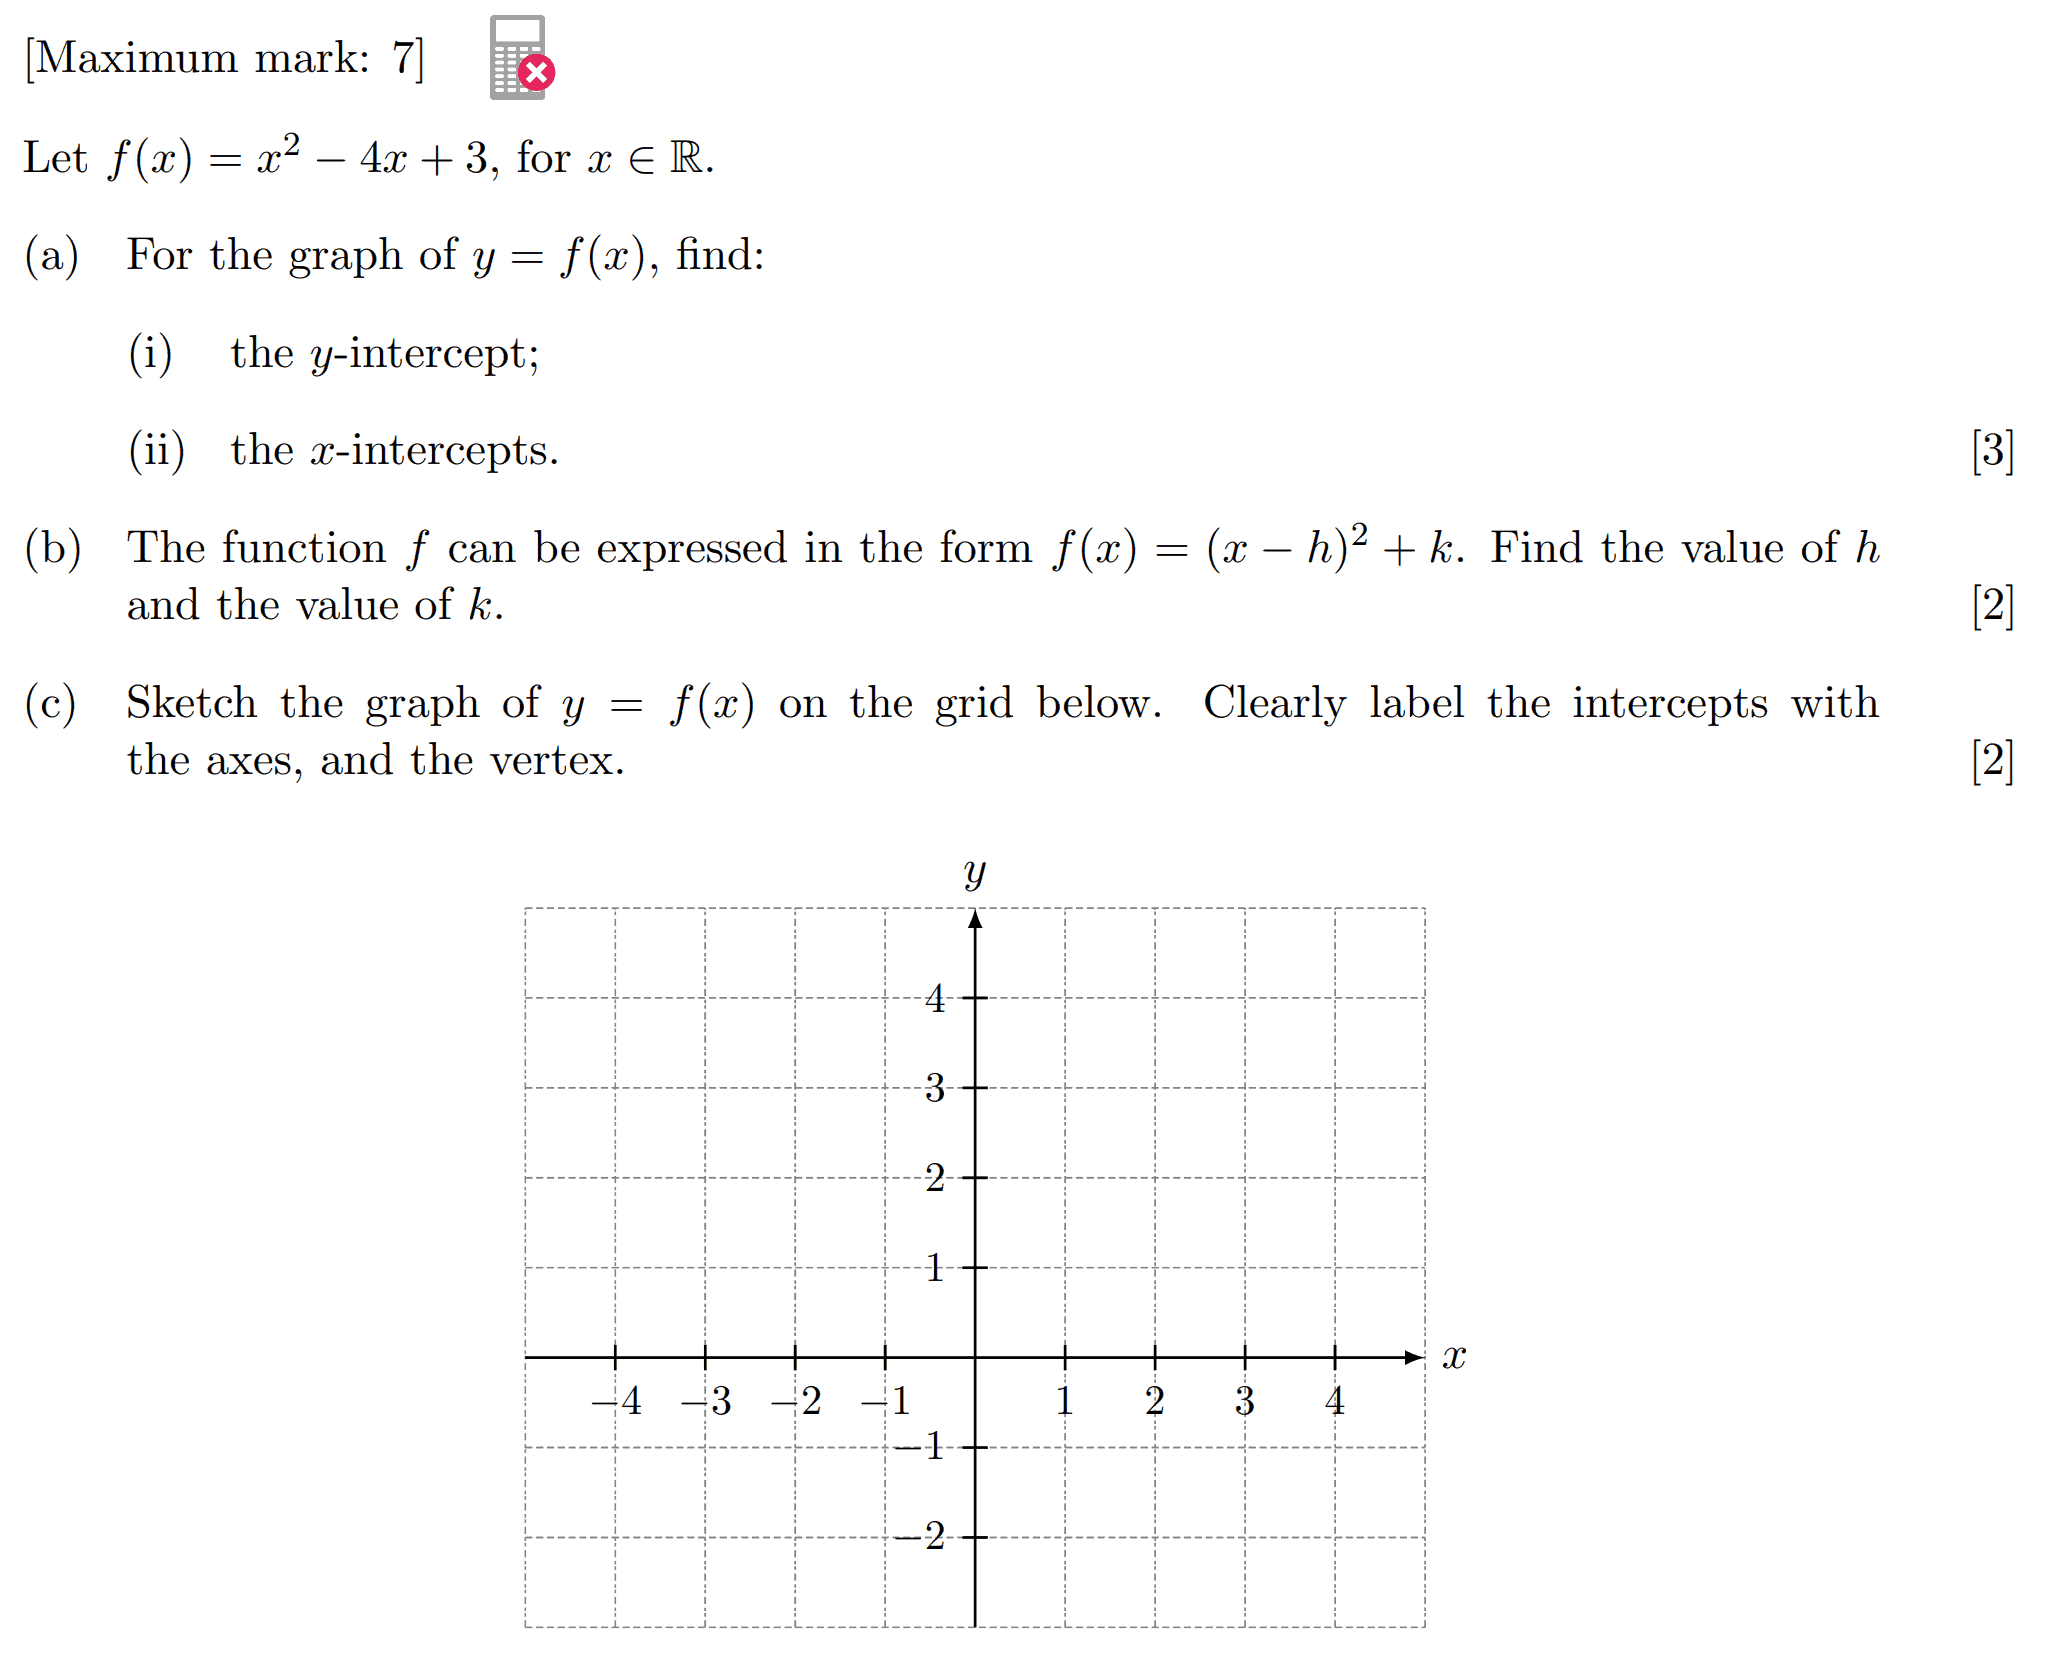 [Maximum mark: 7]
Let f(x) = x² − 4x + 3, for x ∈ ℝ.
(a) For the graph of y = f(x), find:
(i) the y-intercept;
(ii) the x-intercepts. [3]
(b) The function f can be expressed in the form f(x) = (x − h)² + k. Find the value of h
and the value of k. [2]
(c) Sketch the graph of y = f(x) on the grid below. Clearly label the intercepts with
the axes, and the vertex. [2]
y
4
3
2
1
x
−4 −3 −2 −1 1 2 3 4
−1
−2